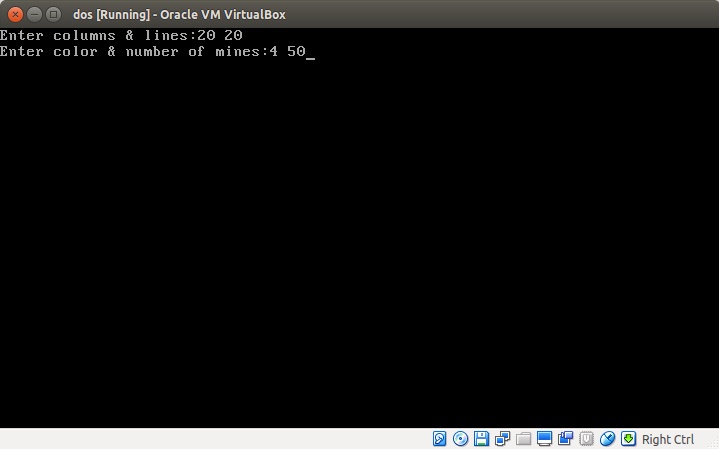 dos [Running] - Oracle VM VirtualBox
Enter columns & lines:20 20
Enter color & number of mines:4 50_
Right Ctrl